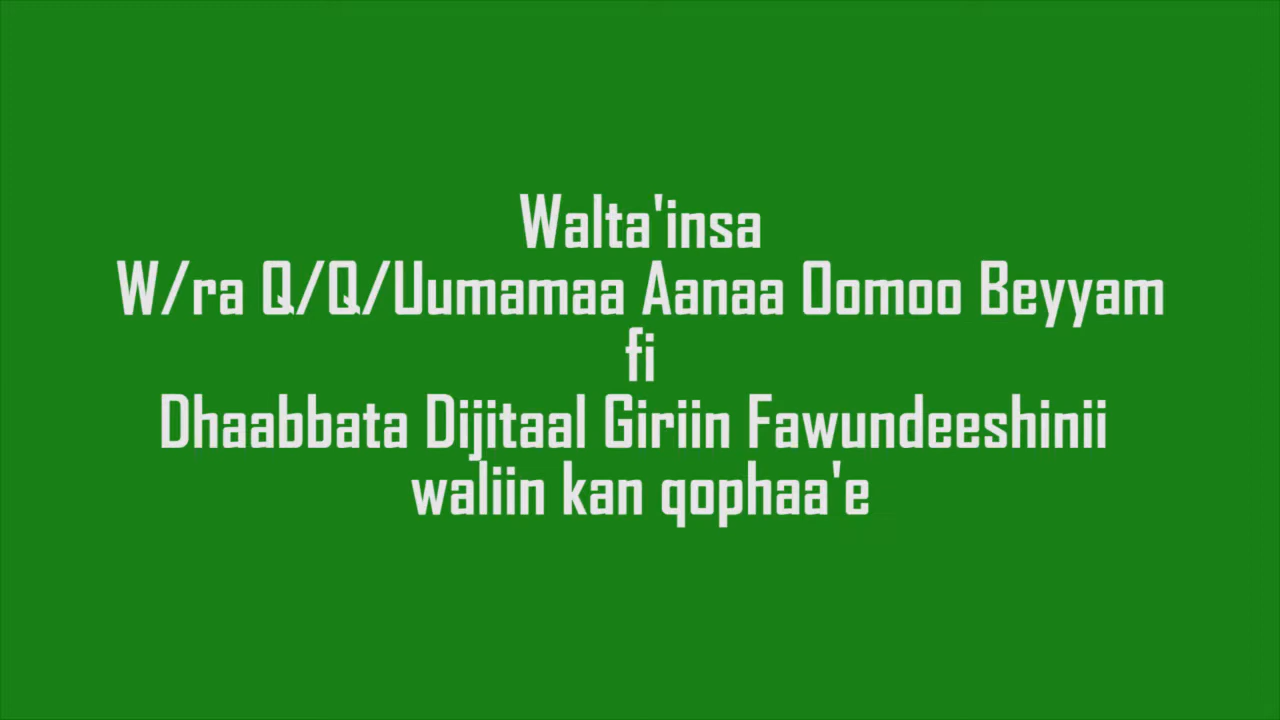 Walta'insa
W/ra Q/Q/Uumamaa Aanaa Oomoo Beyyam
fi
Dhaabbata Dijitaal Giriin Fawundeeshinii
waliin kan qophaa'e